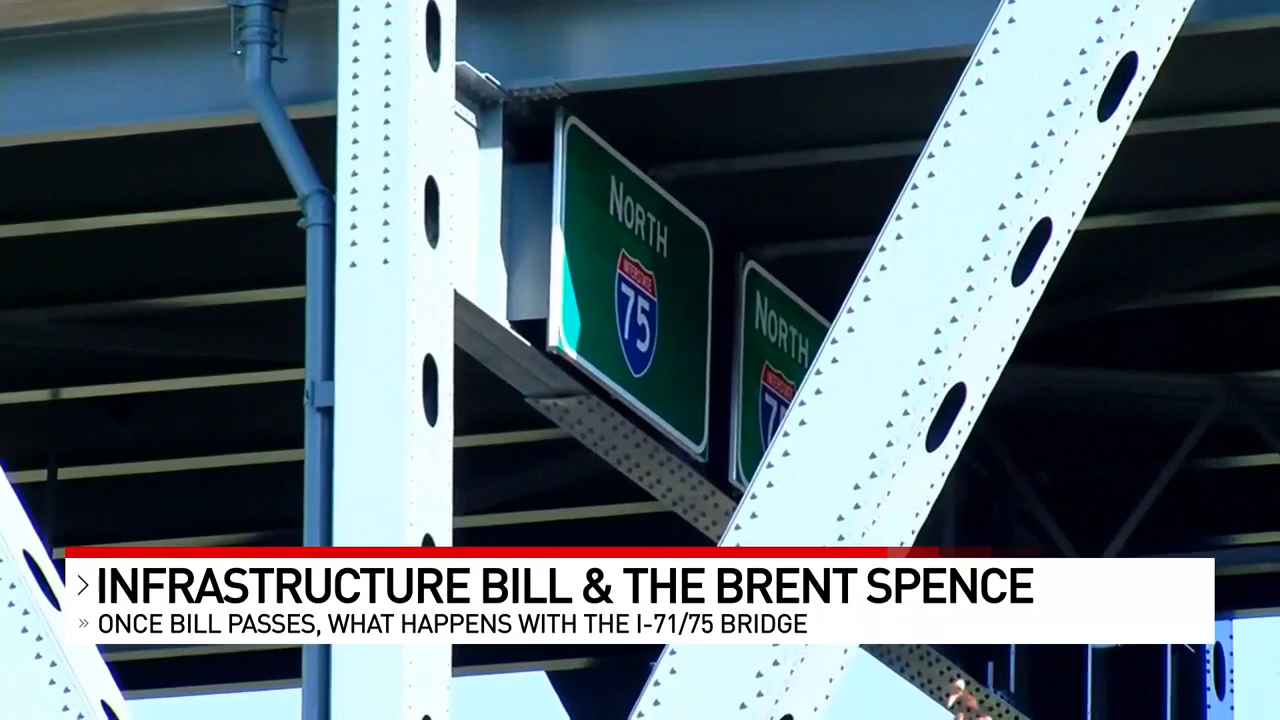 NORTH
INTERSTATE
75
NORTH
INTERSTATE
INFRASTRUCTURE BILL & THE BRENT SPENCE
ONCE BILL PASSES, WHAT HAPPENS WITH THE I-71/75 BRIDGE